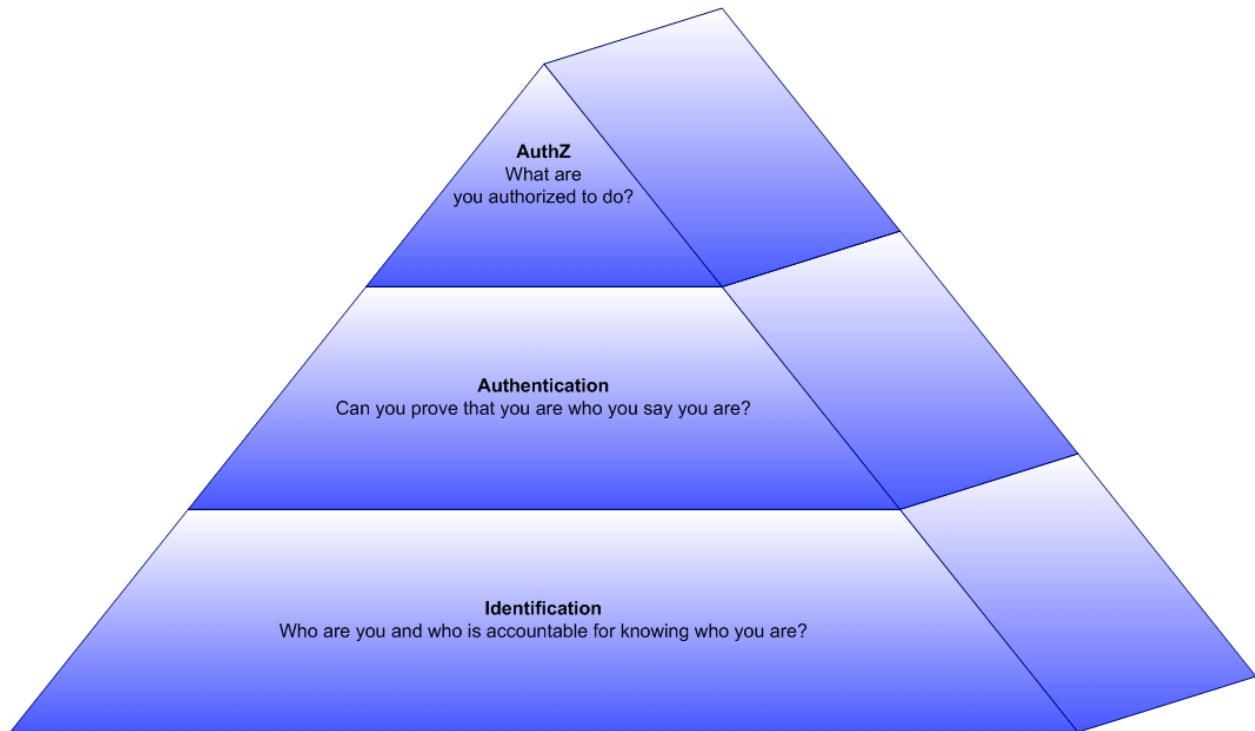 AuthZ
What are
you authorized to do?
Authentication
Can you prove that you are who you say you are?
Identification
Who are you and who is accountable for knowing who you are?